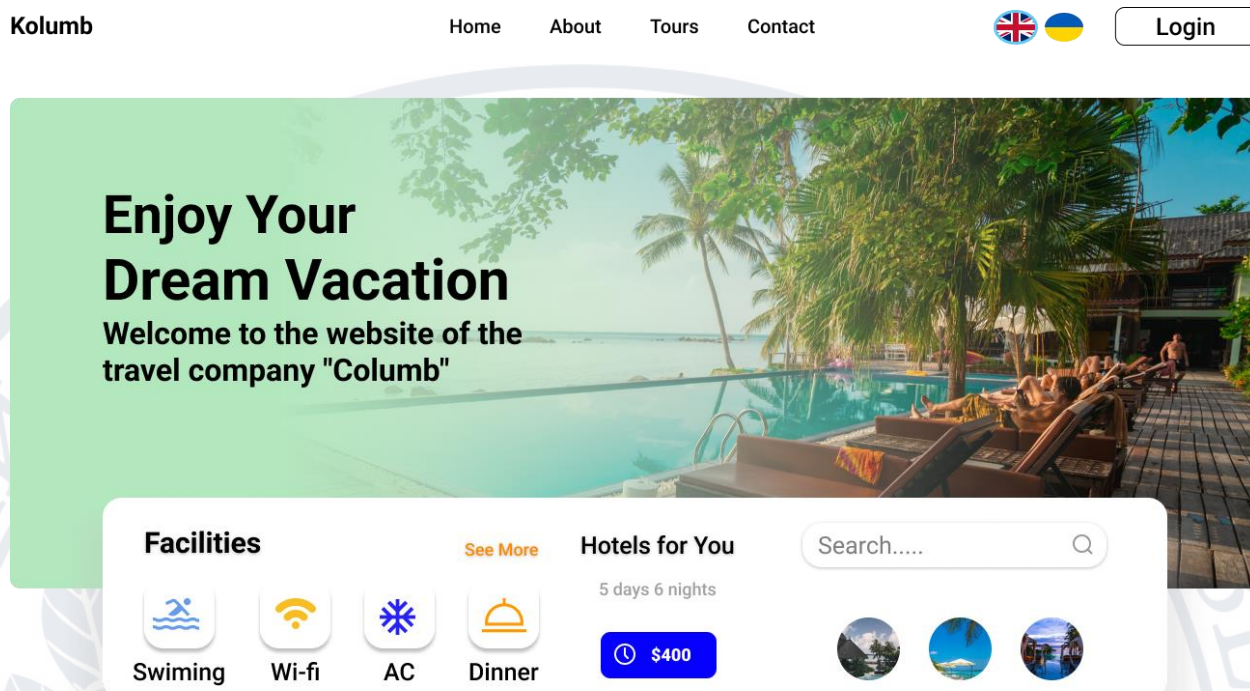 Kolumb
Home About Tours Contact
Login
Enjoy Your
Dream Vacation
Welcome to the website of the
travel company "Columb"
Facilities
See More
Swiming Wi-fi AC Dinner
Hotels for You
5 days 6 nights
$400
Search.....